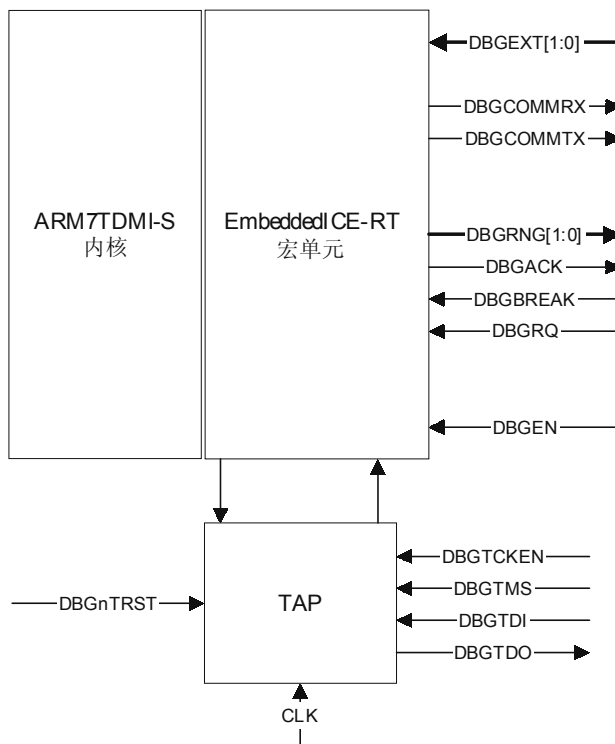 DBGEXT[1:0]
DBGCOMMRX
DBGCOMMTX
ARM7TDMI-S
内核
EmbeddedICE-RT
宏单元
DBGRNG[1:0]
DBGACK
DBGBREAK
DBGRQ
DBGEN
DBGTCKEN
DBGTMS
DBGnTRST
TAP
DBGTDI
DBGTDO
CLK